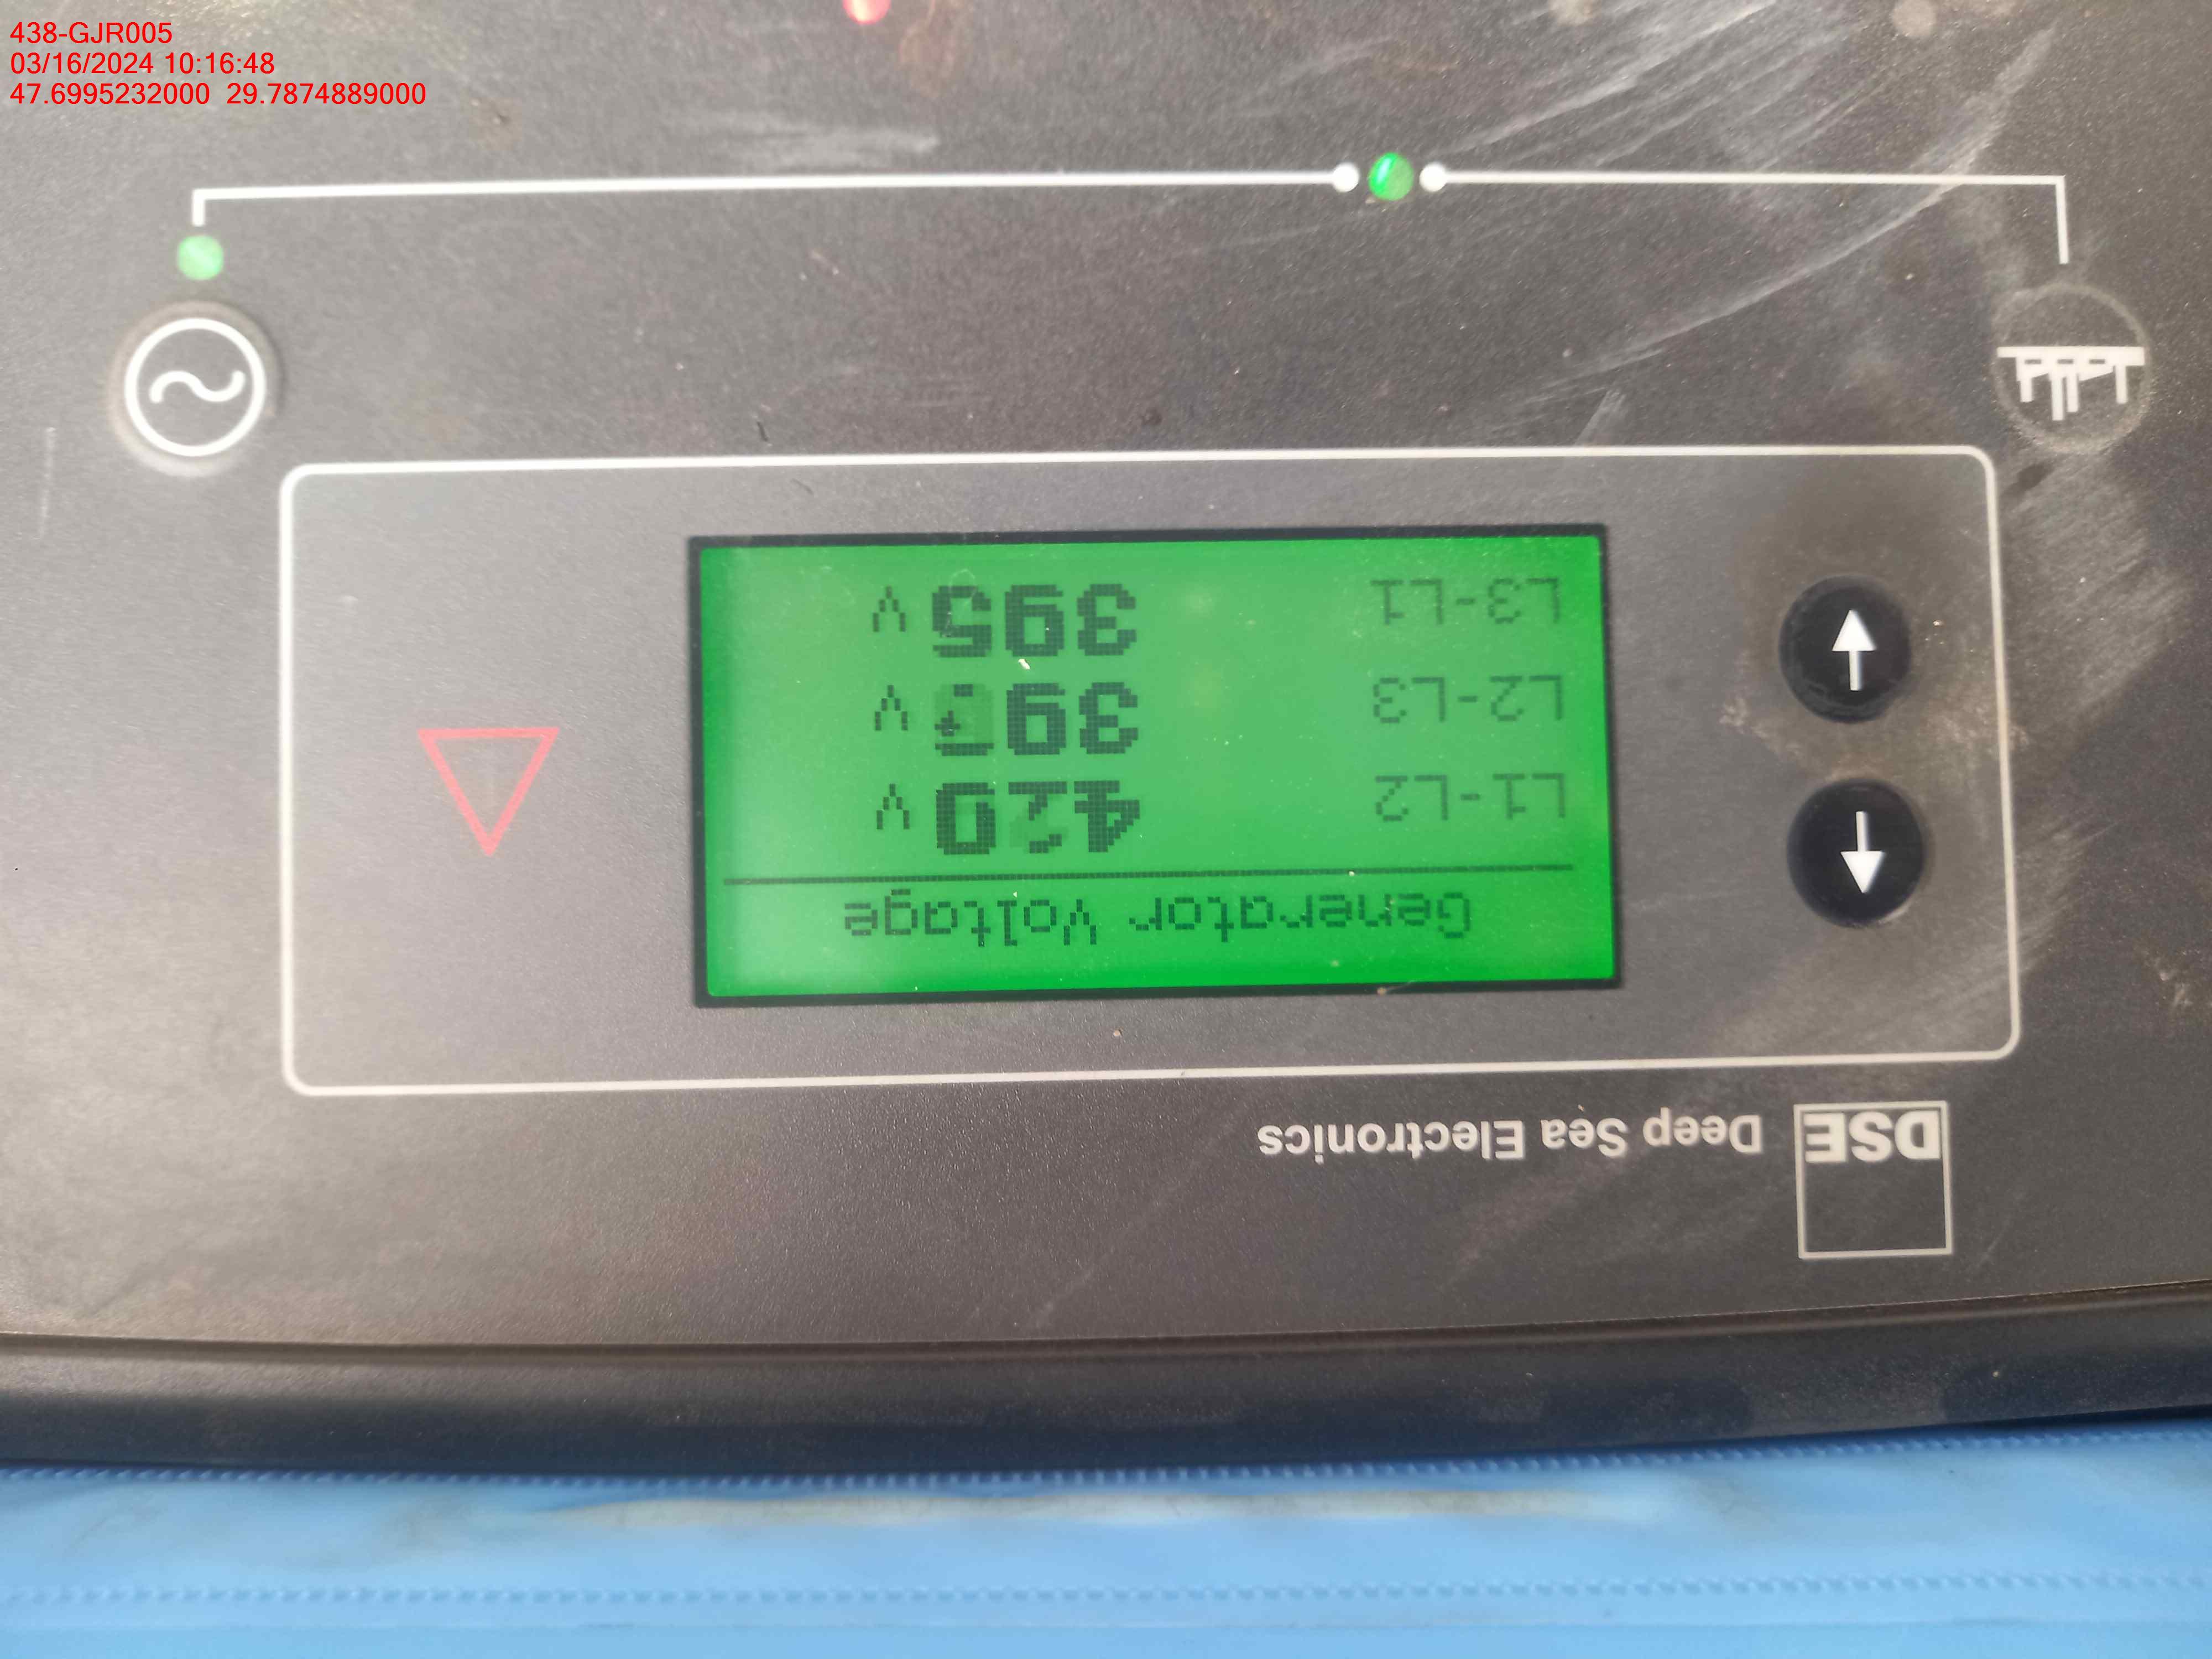 438-GJR005
03/16/2024 10:16:48
47.6995232000 29.7874889000
DSE Deep Sea Electronics
Generator Voltage
L1-L2 420 V
L2-L3 V
L3-L1 395 V